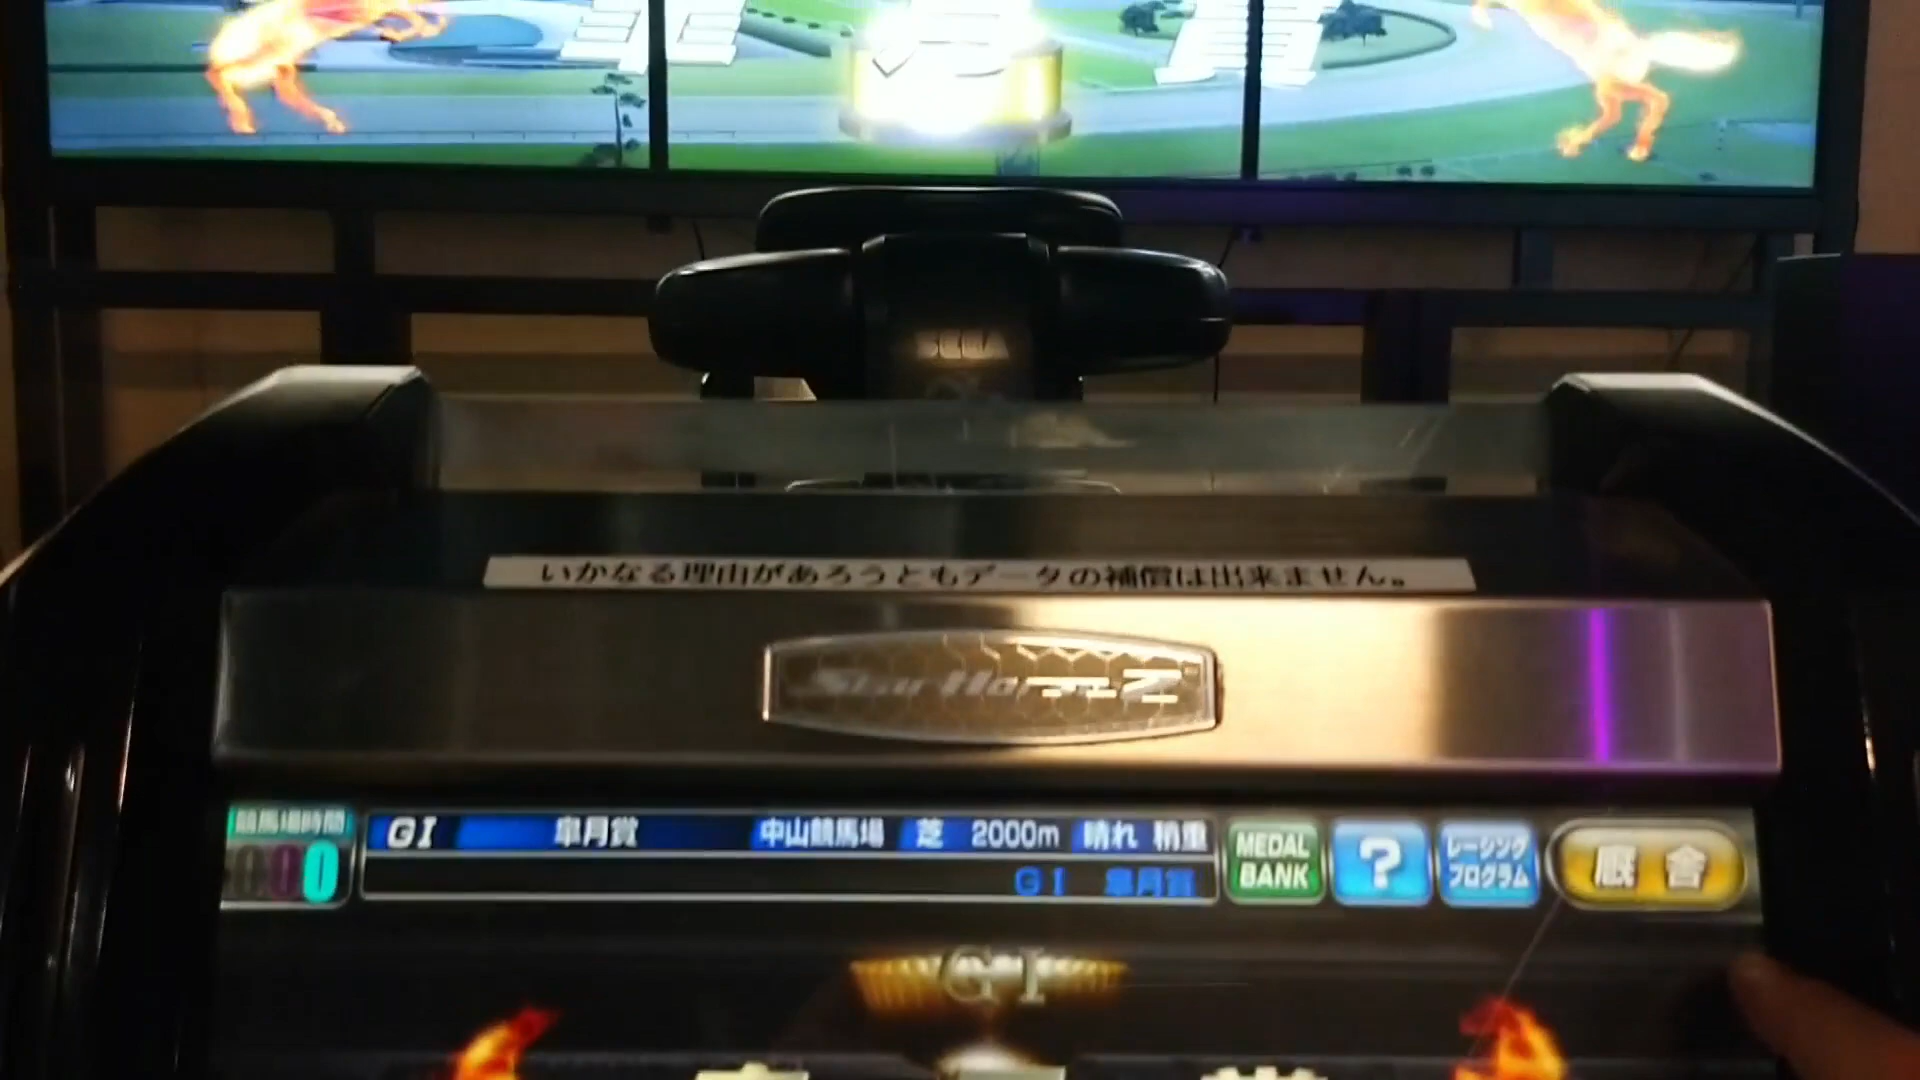 SEGA
いかなる理由があろうともデータの補償は出来ません。
StarHorse
競馬場時間
0
GI 皐月賞 中山競馬場 芝 2000m 晴れ 稍重
GI 皐月賞
MEDAL
BANK
?
レーシング
プログラム
厩舎
GI